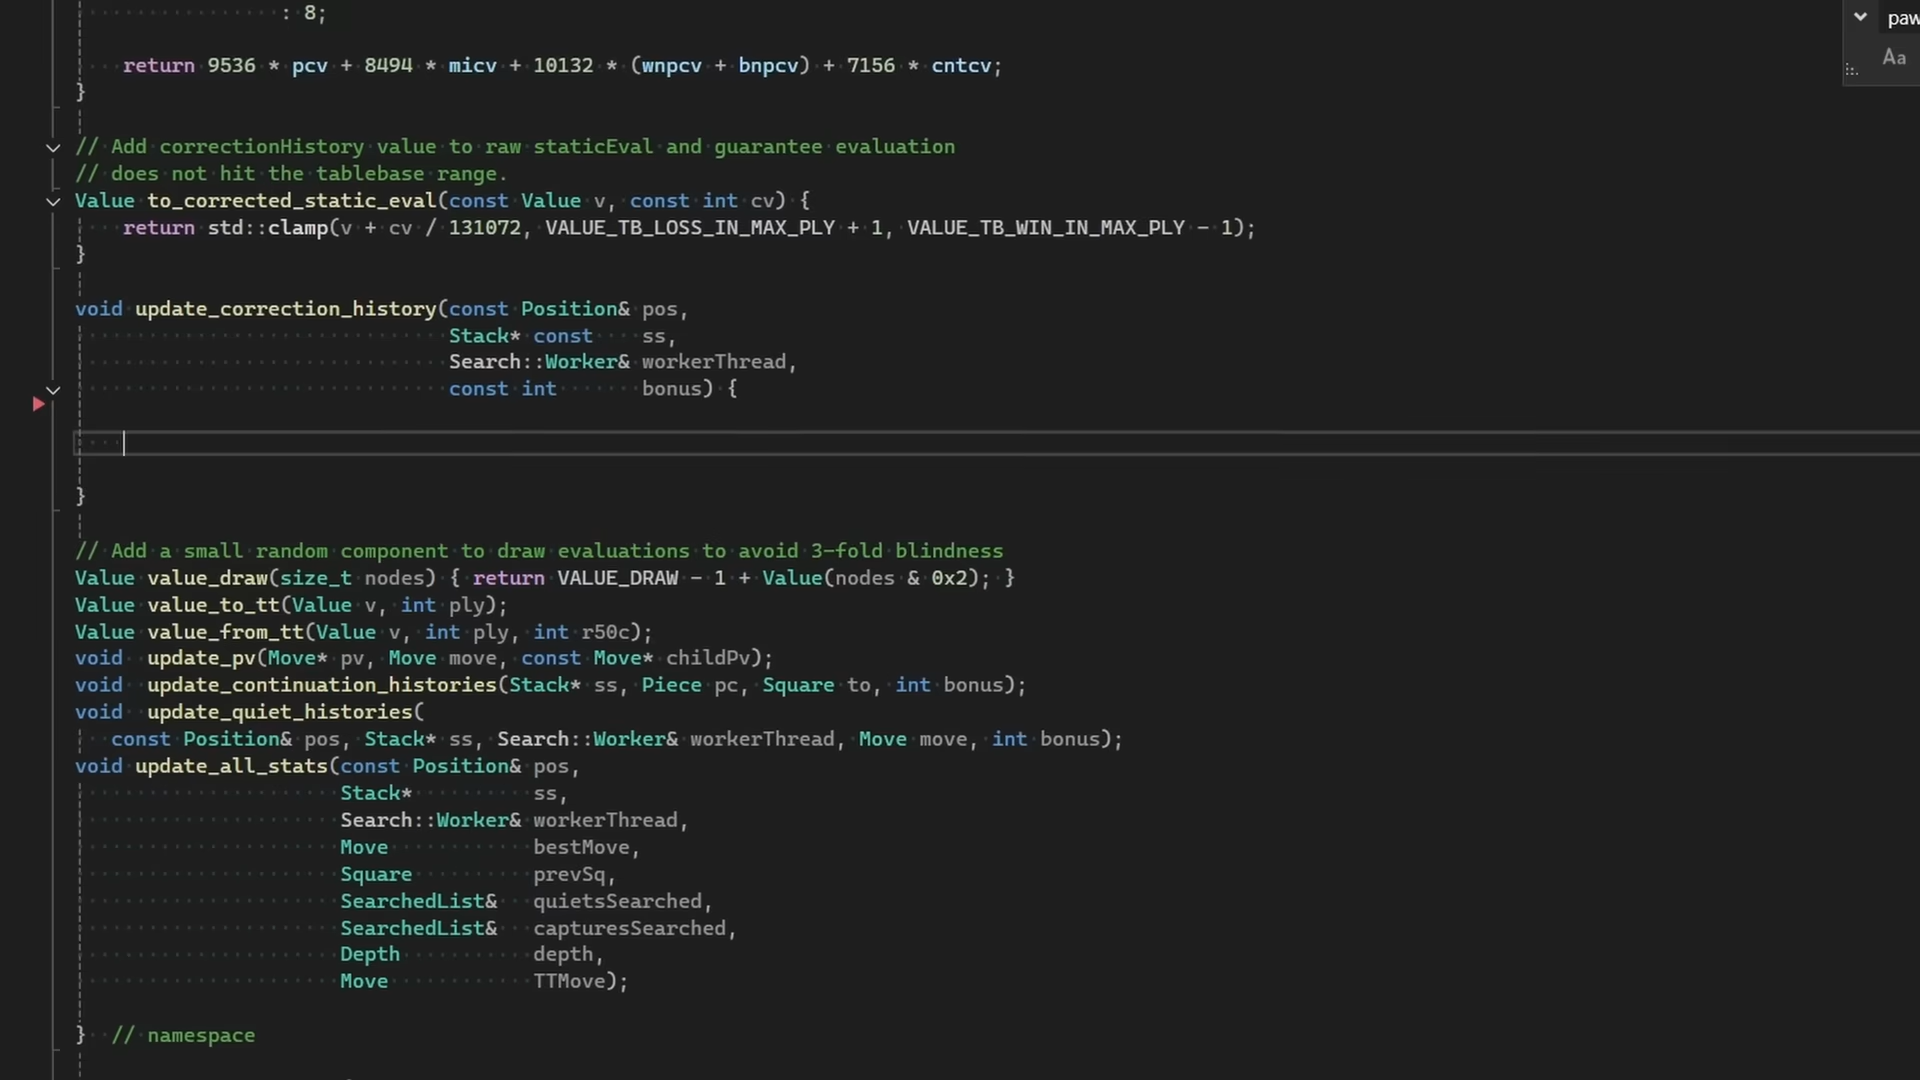 : 8;
return 9536 * pcv + 8494 * micv + 10132 * (wnpcv + bnpcv) + 7156 * cntcv;
}
// Add correctionHistory value to raw staticEval and guarantee evaluation
// does not hit the tablebase range.
Value to_corrected_static_eval(const Value v, const int cv) {
return std::clamp(v + cv / 131072, VALUE_TB_LOSS_IN_MAX_PLY + 1, VALUE_TB_WIN_IN_MAX_PLY - 1);
}
void update_correction_history(const Position& pos,
Stack* const ss,
Search::Worker& workerThread,
const int bonus) {
}
// Add a small random component to draw evaluations to avoid 3-fold blindness
Value value_draw(size_t nodes) { return VALUE_DRAW - 1 + Value(nodes & 0x2); }
Value value_to_tt(Value v, int ply);
Value value_from_tt(Value v, int ply, int r50c);
void update_pv(Move* pv, Move move, const Move* childPv);
void update_continuation_histories(Stack* ss, Piece pc, Square to, int bonus);
void update_quiet_histories(
const Position& pos, Stack* ss, Search::Worker& workerThread, Move move, int bonus);
void update_all_stats(const Position& pos,
Stack* ss,
Search::Worker& workerThread,
Move bestMove,
Square prevSq,
SearchedList& quietsSearched,
SearchedList& capturesSearched,
Depth depth,
Move TTMove);
} // namespace
paw
Aa